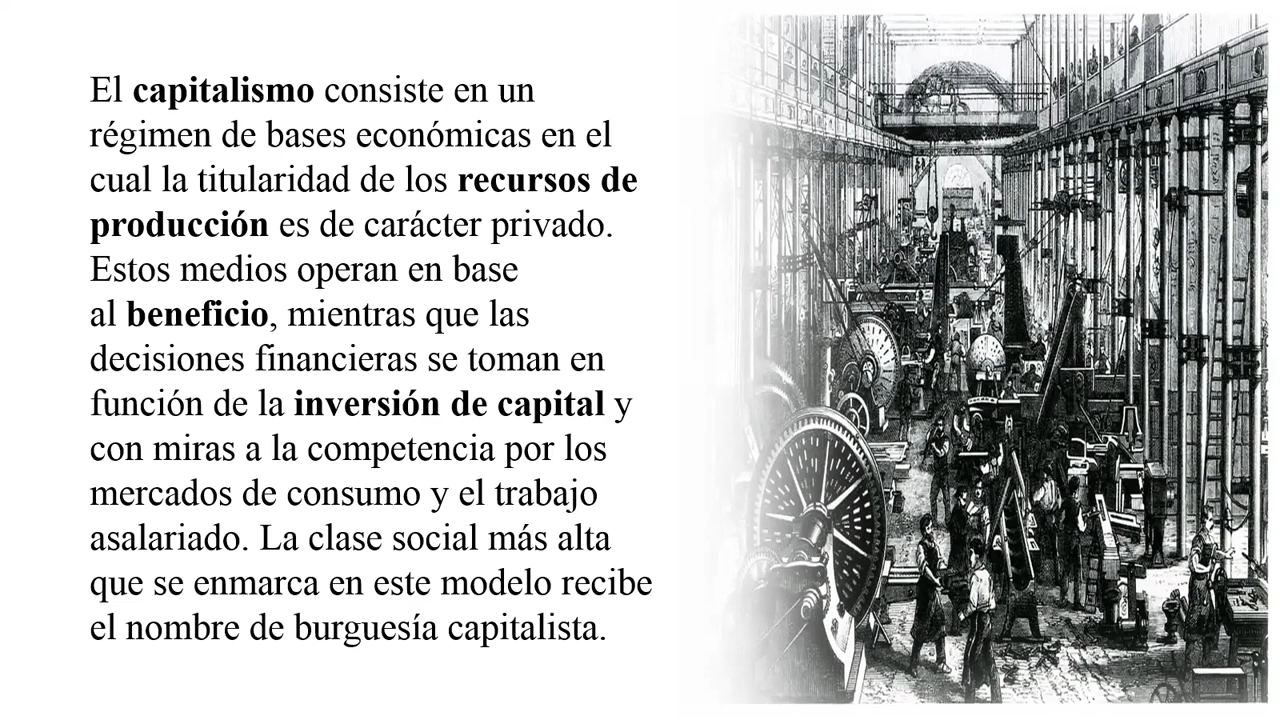 El capitalismo consiste en un
régimen de bases económicas en el
cual la titularidad de los recursos de
producción es de carácter privado.
Estos medios operan en base
al beneficio, mientras que las
decisiones financieras se toman en
función de la inversión de capital y
con miras a la competencia por los
mercados de consumo y el trabajo
asalariado. La clase social más alta
que se enmarca en este modelo recibe
el nombre de burguesía capitalista.